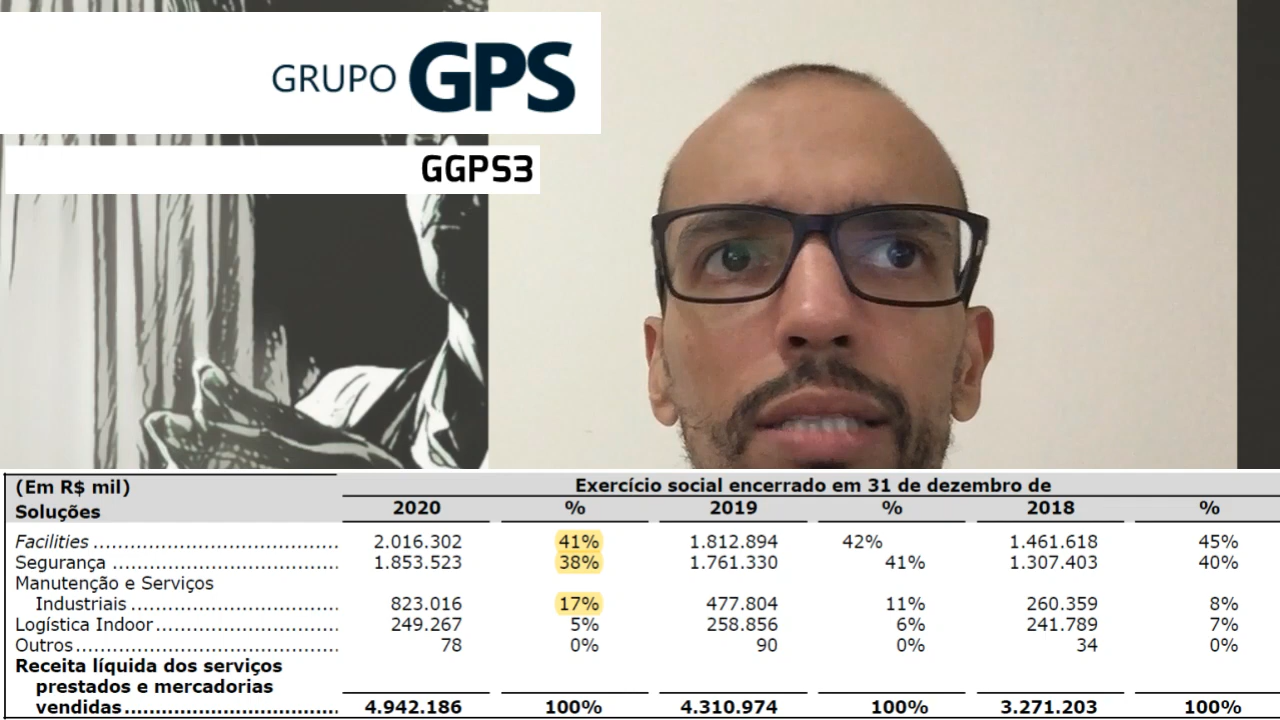 GRUPO GPS
GGPS3
(Em R$ mil) Exercício social encerrado em 31 de dezembro de
Soluções 2020 % 2019 % 2018 %
Facilities ................................... 2.016.302 41% 1.812.894 42% 1.461.618 45%
Segurança ................................ 1.853.523 38% 1.761.330 41% 1.307.403 40%
Manutenção e Serviços
Industriais ............................. 823.016 17% 477.804 11% 260.359 8%
Logística Indoor .......................... 249.267 5% 258.856 6% 241.789 7%
Outros ..................................... 78 0% 90 0% 34 0%
Receita líquida dos serviços
prestados e mercadorias
vendidas ................................ 4.942.186 100% 4.310.974 100% 3.271.203 100%